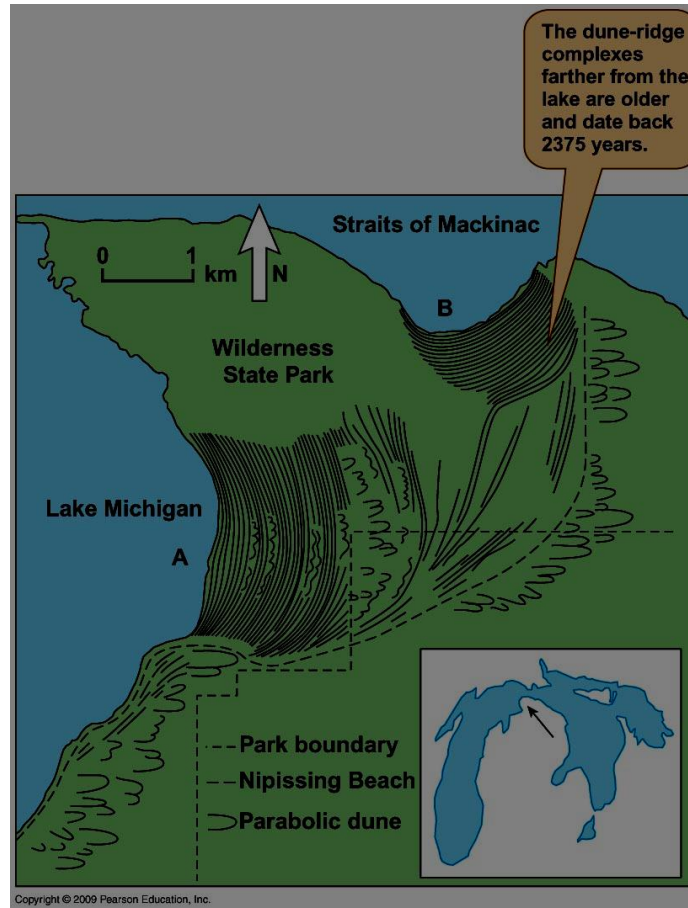 The dune-ridge
complexes
farther from the
lake are older
and date back
2375 years.
Straits of Mackinac
0 1
km N
B
Wilderness
State Park
Lake Michigan
A
Park boundary
Nipissing Beach
Parabolic dune
Copyright © 2009 Pearson Education, Inc.